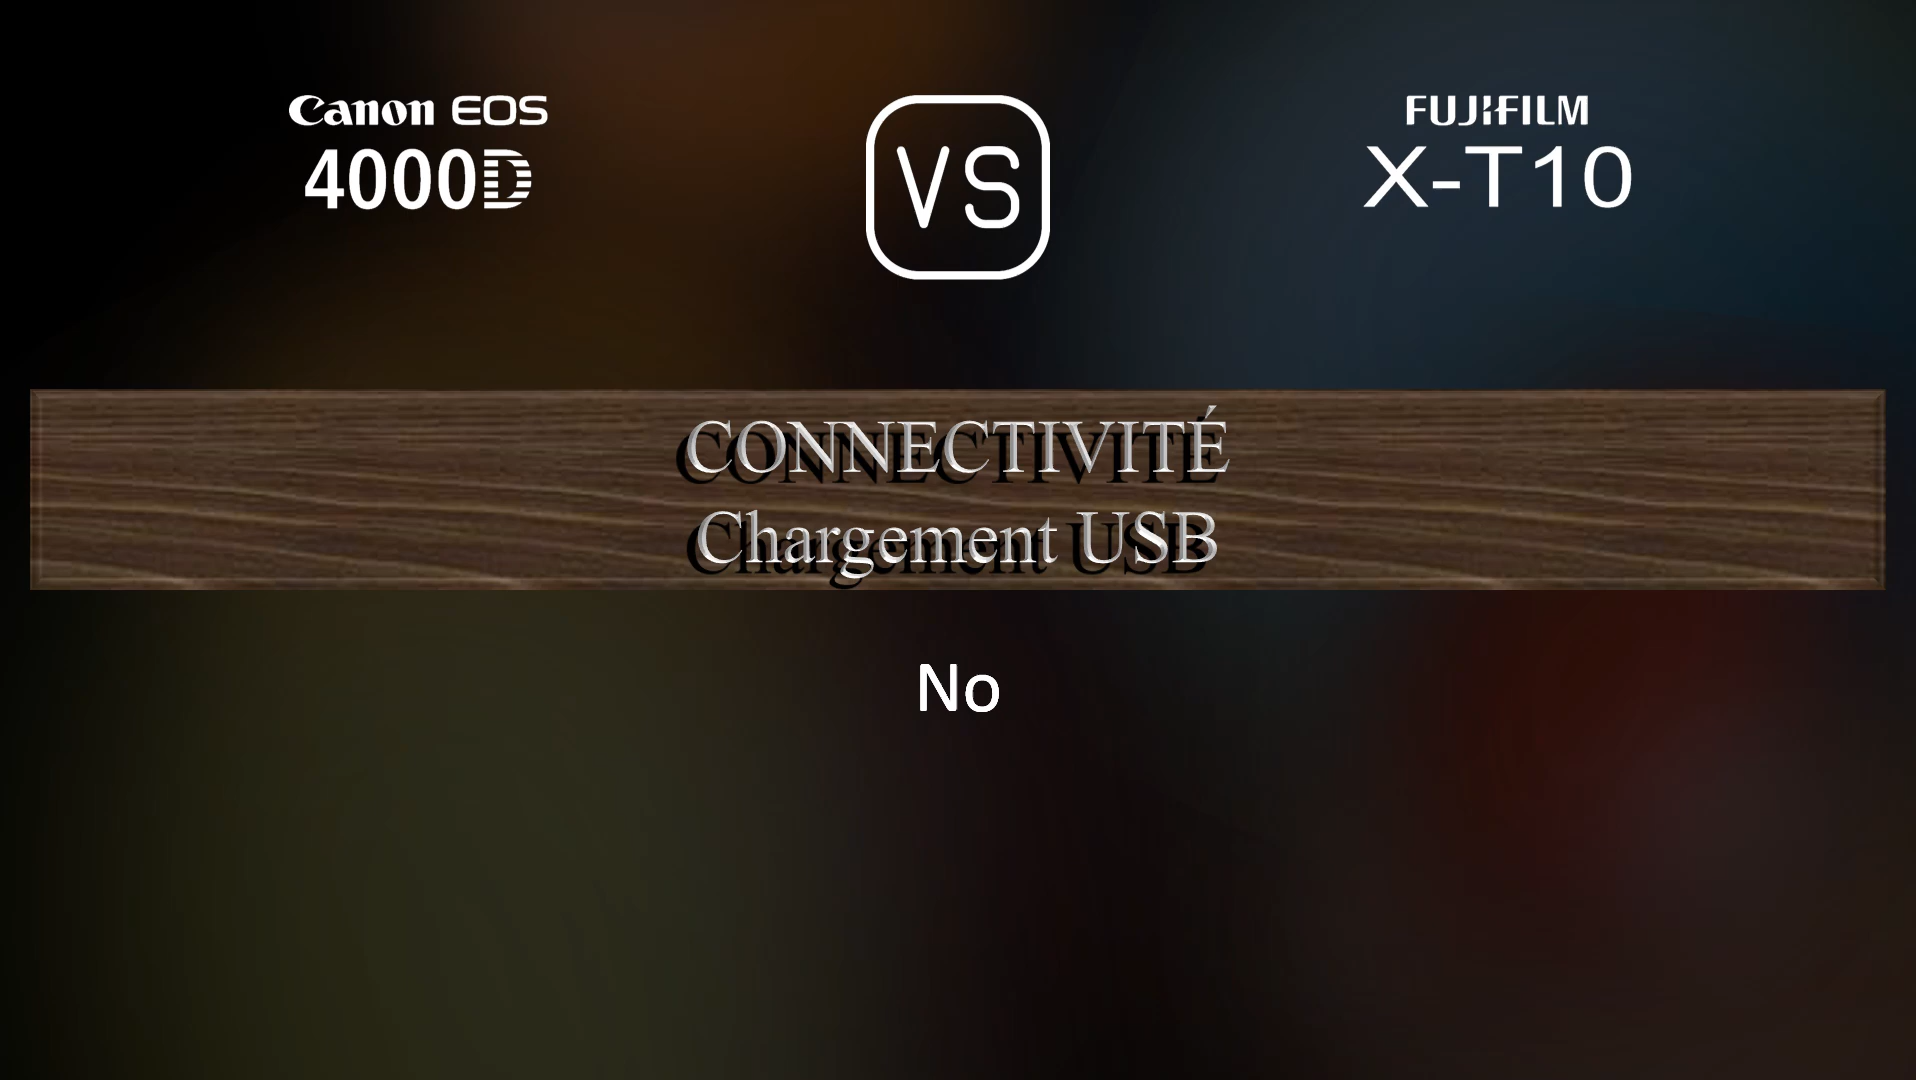 Canon EOS
4000D
VS
FUJIFILM
X-T10
CONNECTIVITÉ
Chargement USB
No